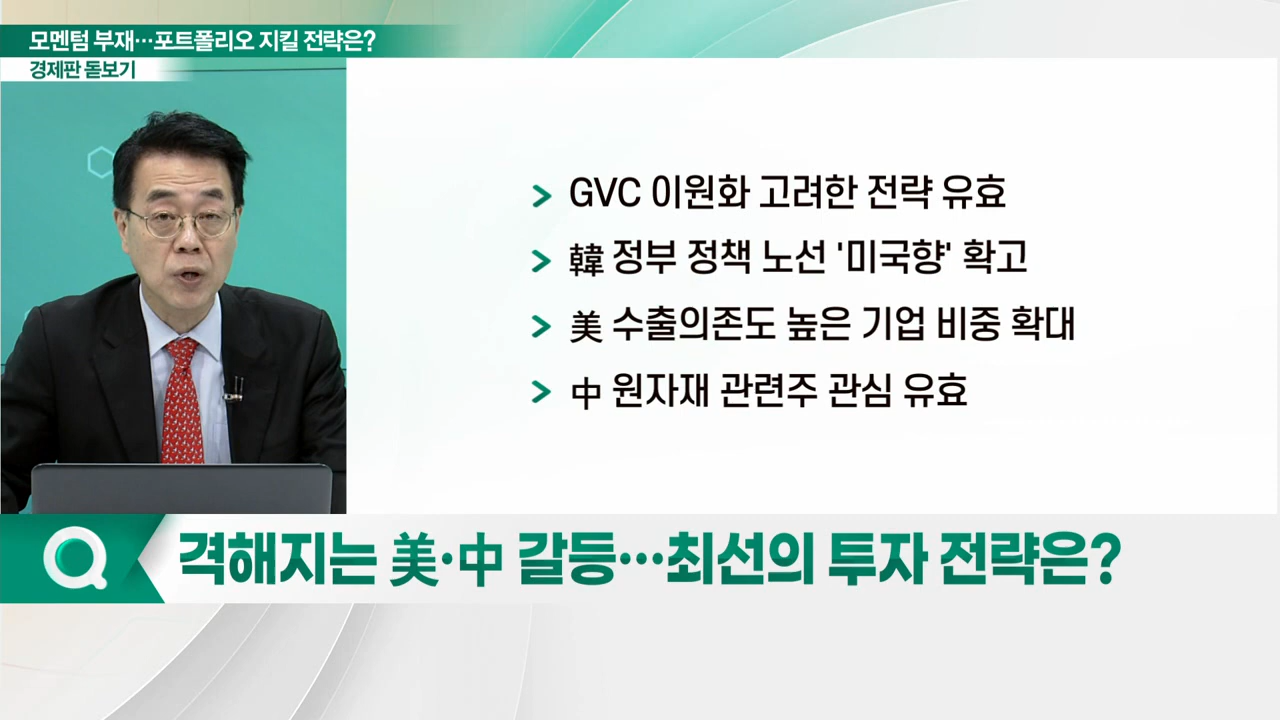 모멘텀 부재…포트폴리오 지킬 전략은?
경제판 돋보기
> GVC 이원화 고려한 전략 유효
> 韓 정부 정책 노선 '미국향' 확고
> 美 수출의존도 높은 기업 비중 확대
> 中 원자재 관련주 관심 유효
Q 격해지는 美·中 갈등…최선의 투자 전략은?